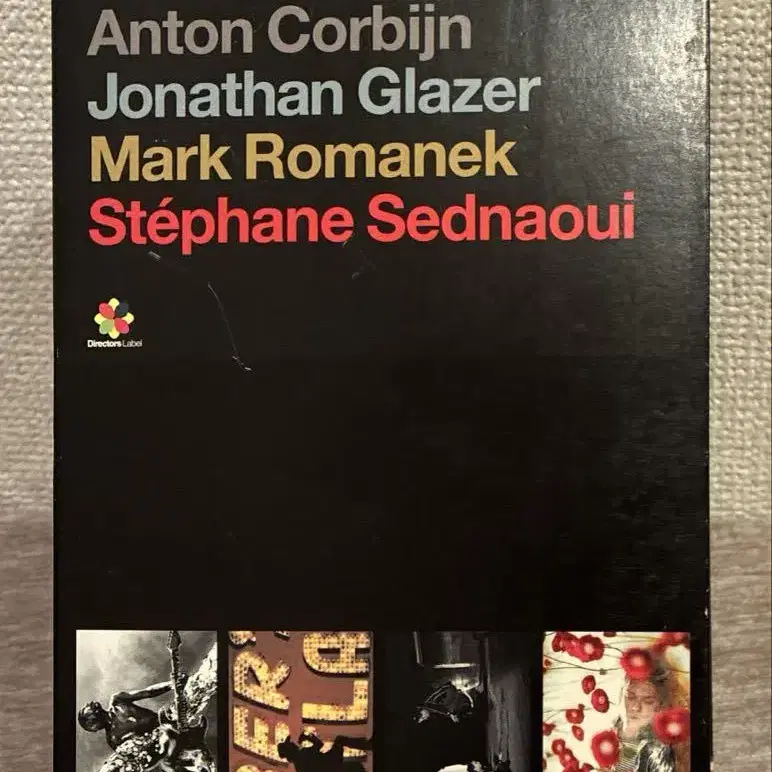 Anton Corbijn
Jonathan Glazer
Mark Romanek
Stéphane Sednaoui
Directors Label